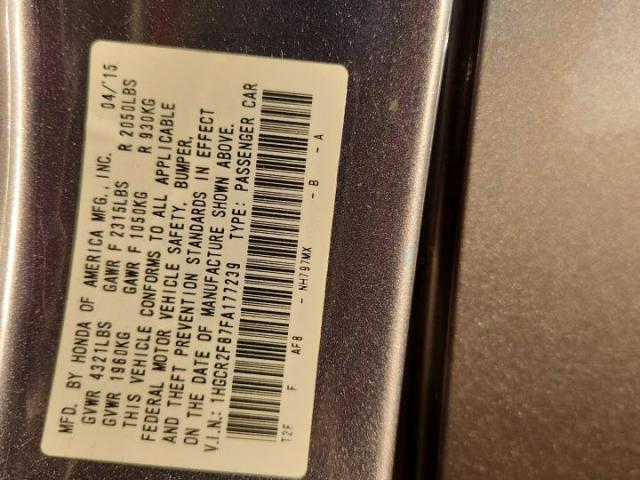 MFD. BY HONDA OF AMERICA MFG., INC. 04/'15
GVWR 4321LBS GAWR F 2315LBS R 2050LBS
GVWR 1960KG GAWR F 1050KG R 930KG
THIS VEHICLE CONFORMS TO ALL APPLICABLE
FEDERAL MOTOR VEHICLE SAFETY, BUMPER,
AND THEFT PREVENTION STANDARDS IN EFFECT
ON THE DATE OF MANUFACTURE SHOWN ABOVE.
V.I.N.: 1HGCR2F87FA177239 TYPE: PASSENGER CAR
T2F F AF8 - NH797MX - B - A